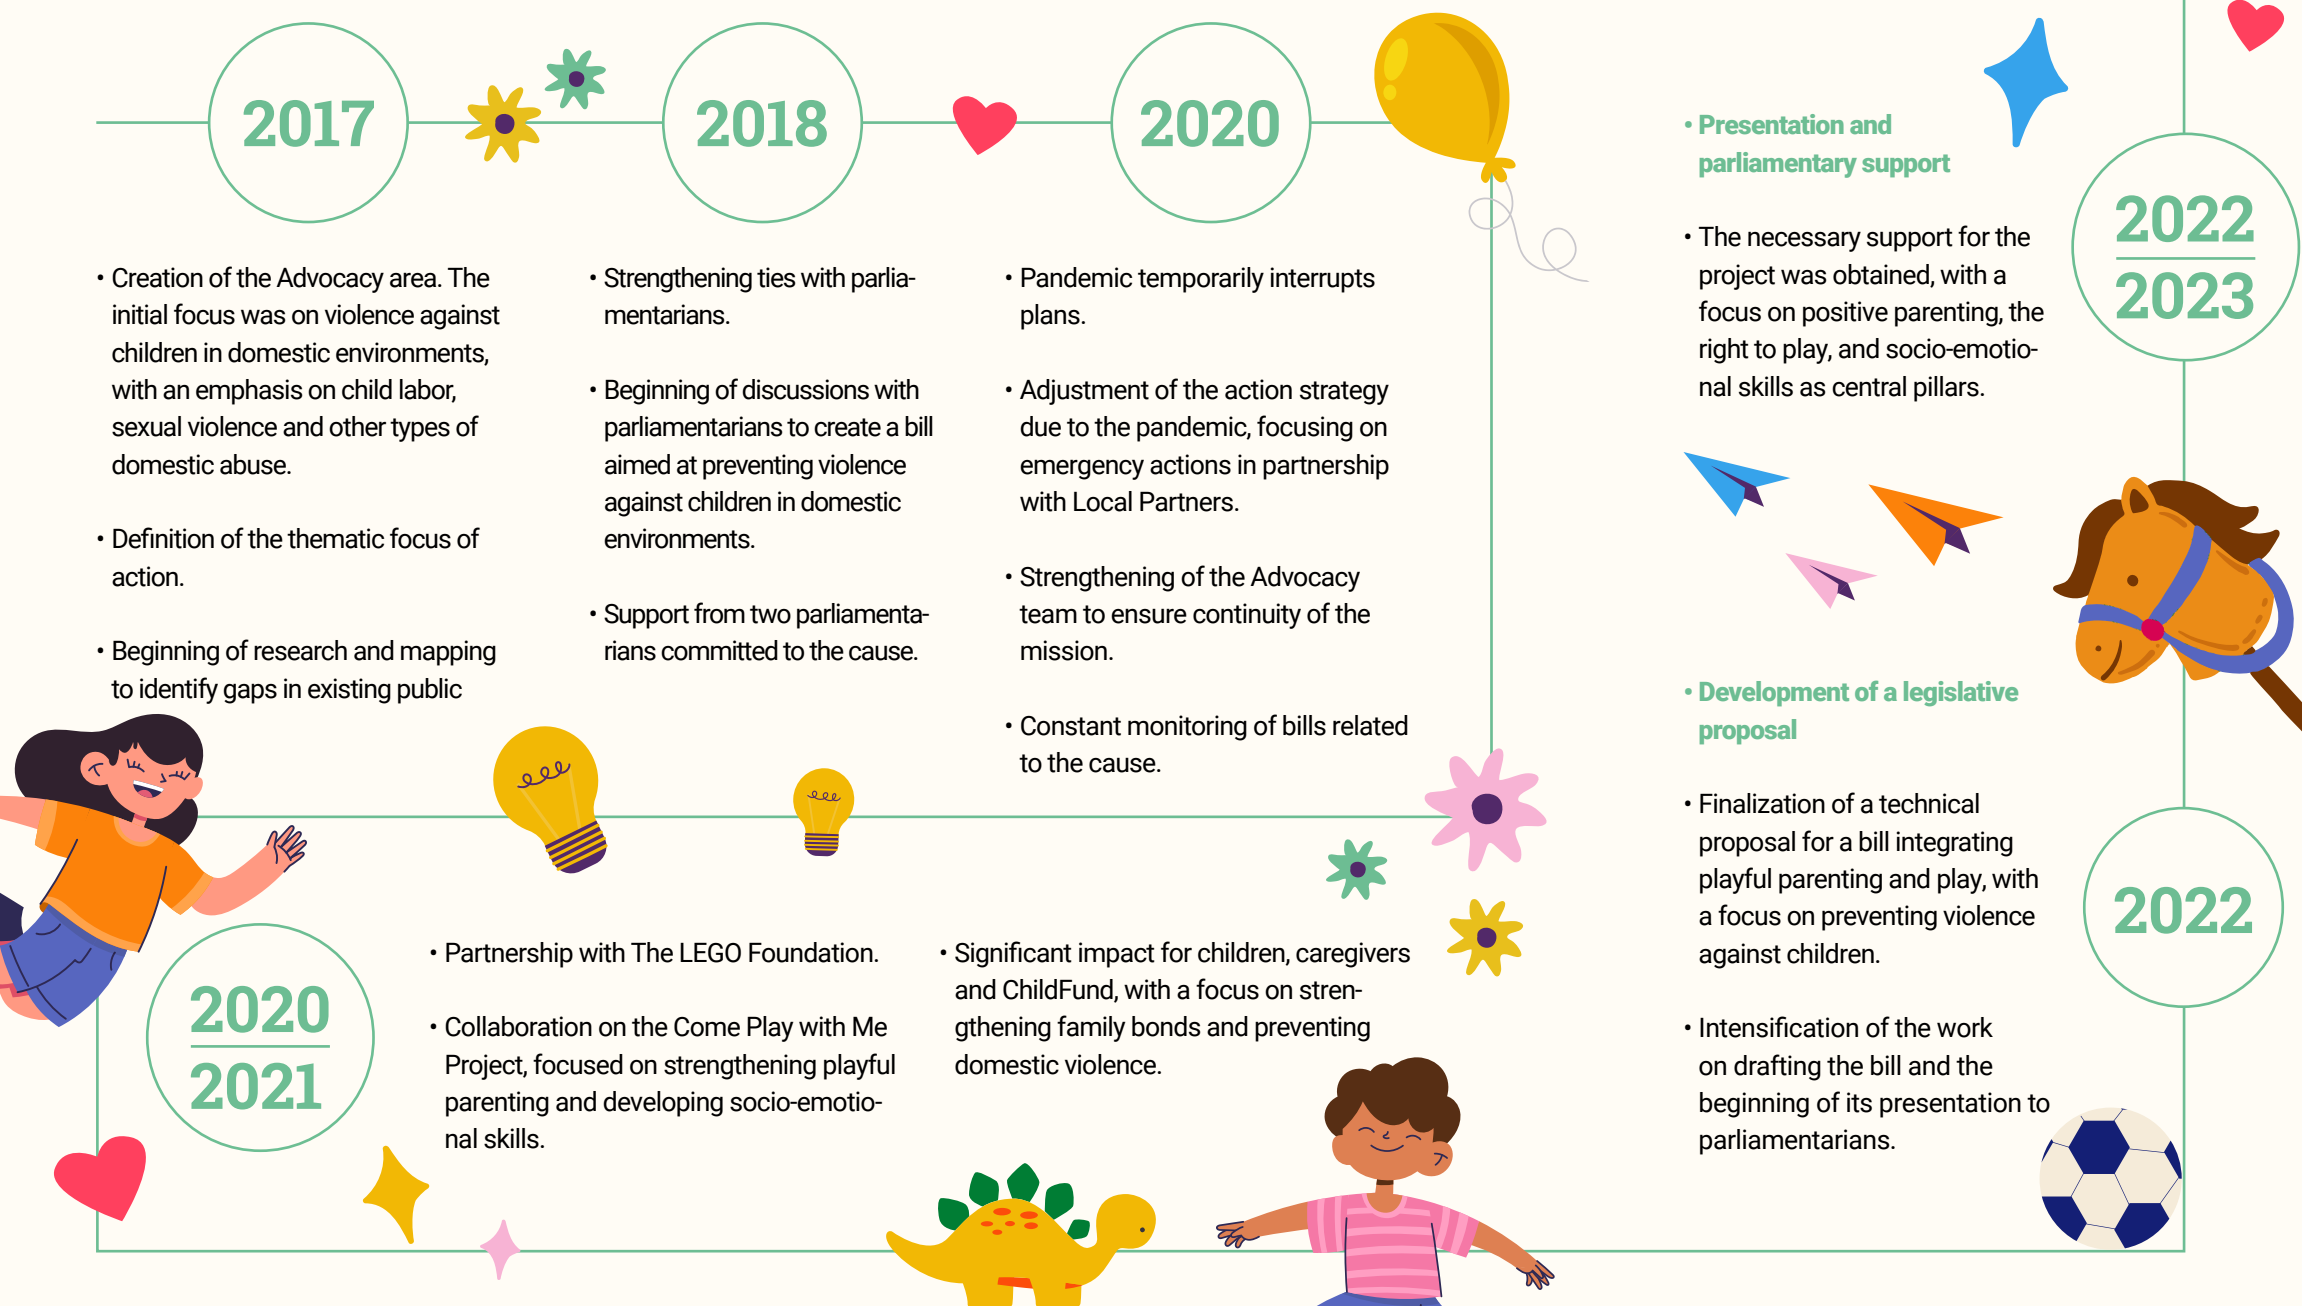 2017
• Creation of the Advocacy area. The
initial focus was on violence against
children in domestic environments,
with an emphasis on child labor,
sexual violence and other types of
domestic abuse.
• Definition of the thematic focus of
action.
• Beginning of research and mapping
to identify gaps in existing public
2018
• Strengthening ties with parlia-
mentarians.
• Beginning of discussions with
parliamentarians to create a bill
aimed at preventing violence
against children in domestic
environments.
• Support from two parliamenta-
rians committed to the cause.
2020
• Pandemic temporarily interrupts
plans.
• Adjustment of the action strategy
due to the pandemic, focusing on
emergency actions in partnership
with Local Partners.
• Strengthening of the Advocacy
team to ensure continuity of the
mission.
• Constant monitoring of bills related
to the cause.
2020
2021
• Partnership with The LEGO Foundation.
• Collaboration on the Come Play with Me
Project, focused on strengthening playful
parenting and developing socio-emotio-
nal skills.
• Significant impact for children, caregivers
and ChildFund, with a focus on stren-
gthening family bonds and preventing
domestic violence.
2022
2023
• Presentation and
parliamentary support
• The necessary support for the
project was obtained, with a
focus on positive parenting, the
right to play, and socio-emotio-
nal skills as central pillars.
2022
• Development of a legislative
proposal
• Finalization of a technical
proposal for a bill integrating
playful parenting and play, with
a focus on preventing violence
against children.
• Intensification of the work
on drafting the bill and the
beginning of its presentation to
parliamentarians.